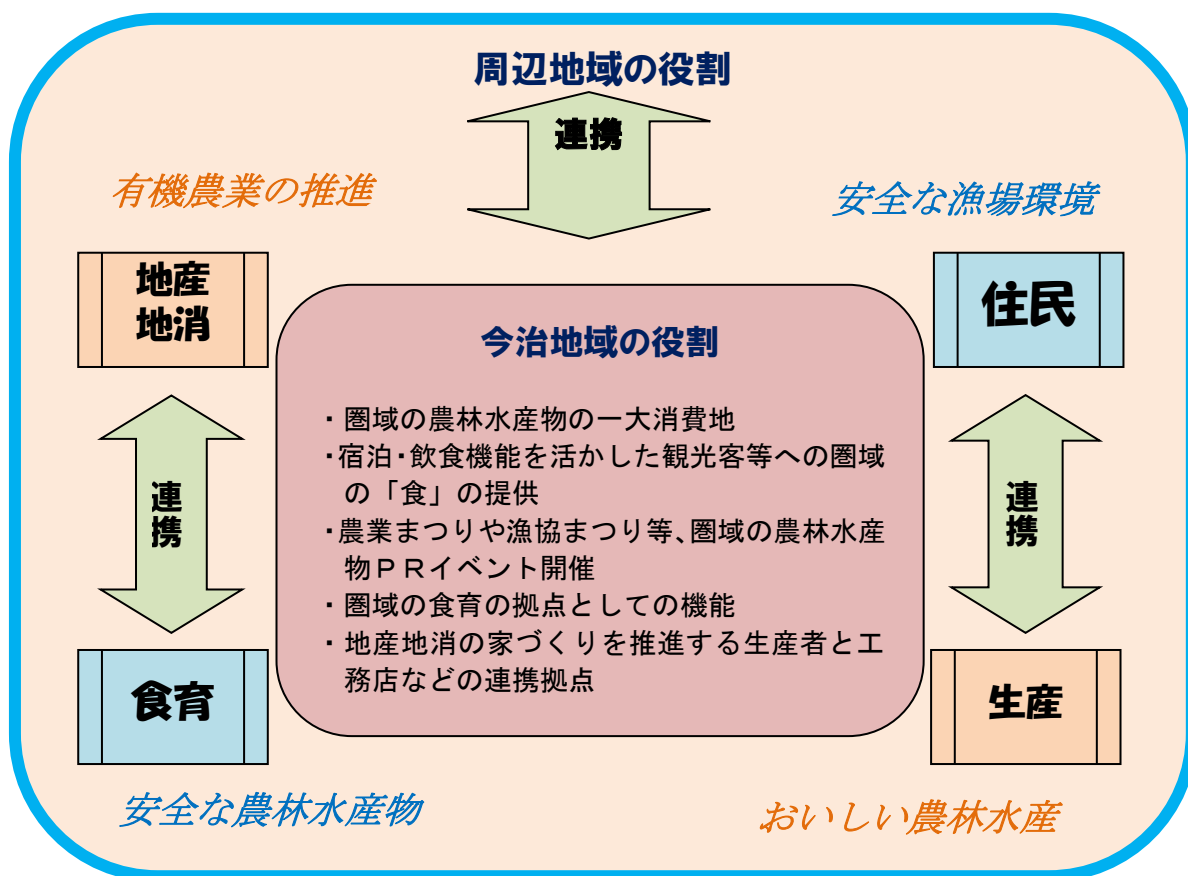 周辺地域の役割
連携
有機農業の推進
安全な漁場環境
地産
地消
住民
今治地域の役割
・圏域の農林水産物の一大消費地
・宿泊・飲食機能を活かした観光客等への圏域
の「食」の提供
・農業まつりや漁協まつり等、圏域の農林水産
物PRイベント開催
・圏域の食育の拠点としての機能
・地産地消の家づくりを推進する生産者と工
務店などの連携拠点
連携
連携
食育
生産
安全な農林水産物
おいしい農林水産